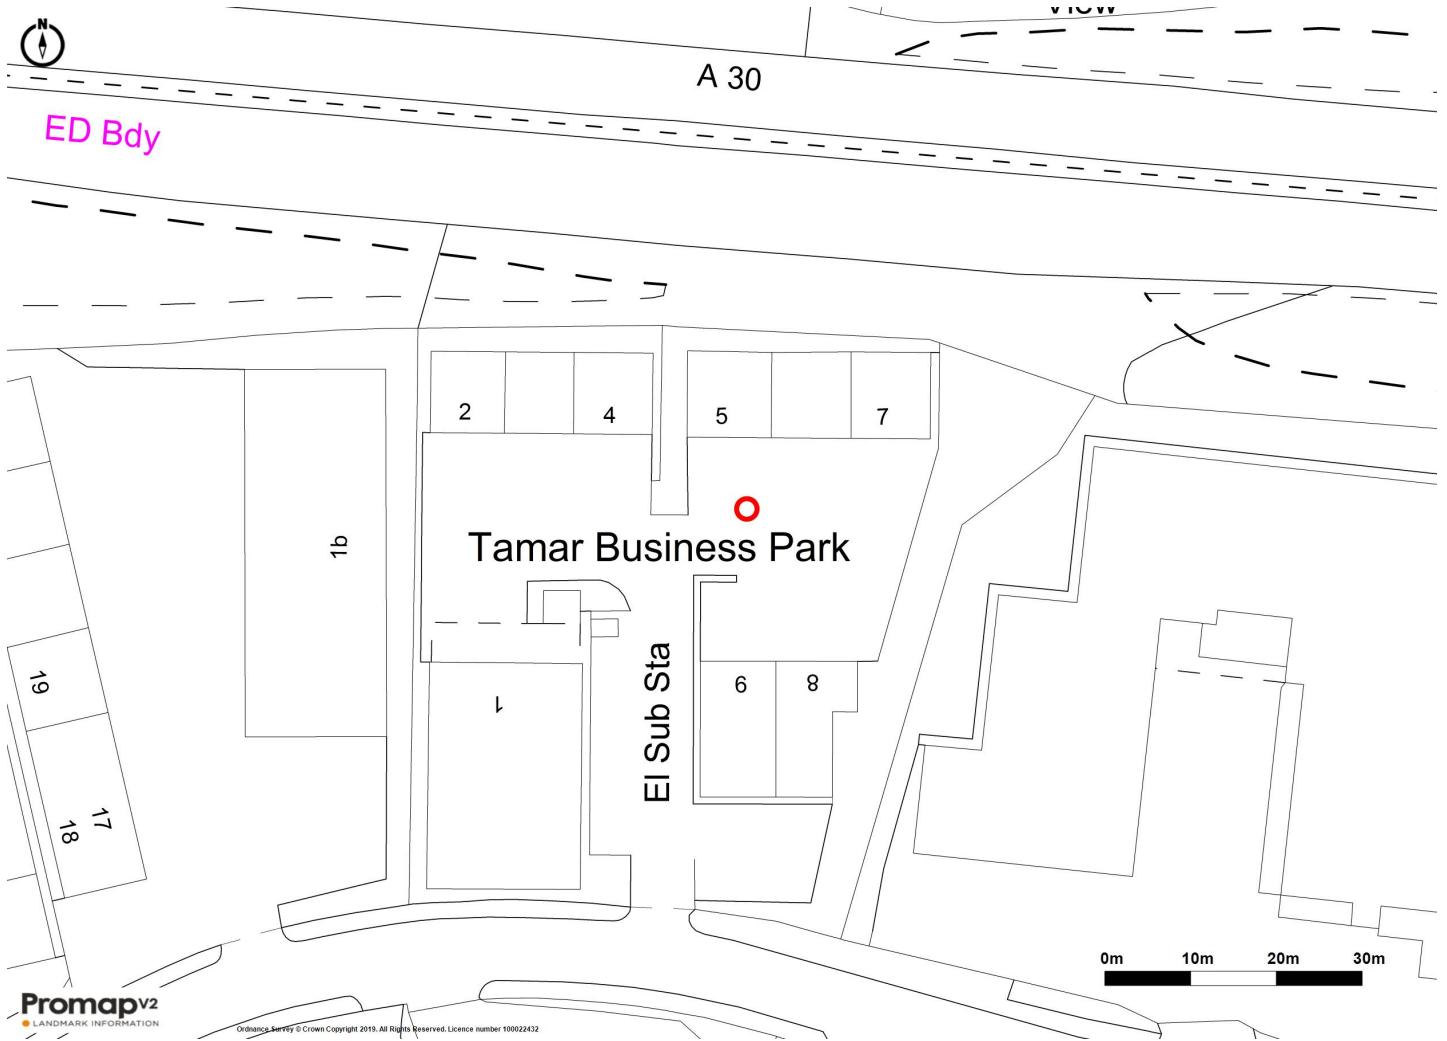 View
N
A 30
ED Bdy
2
4
5
7
1b
Tamar Business Park
19
El Sub Sta
9
8
1
17
18
0m 10m 20m 30m
Promap V2
LANDMARK INFORMATION
Ordnance Survey © Crown Copyright 2019. All Rights Reserved. Licence number 100022432